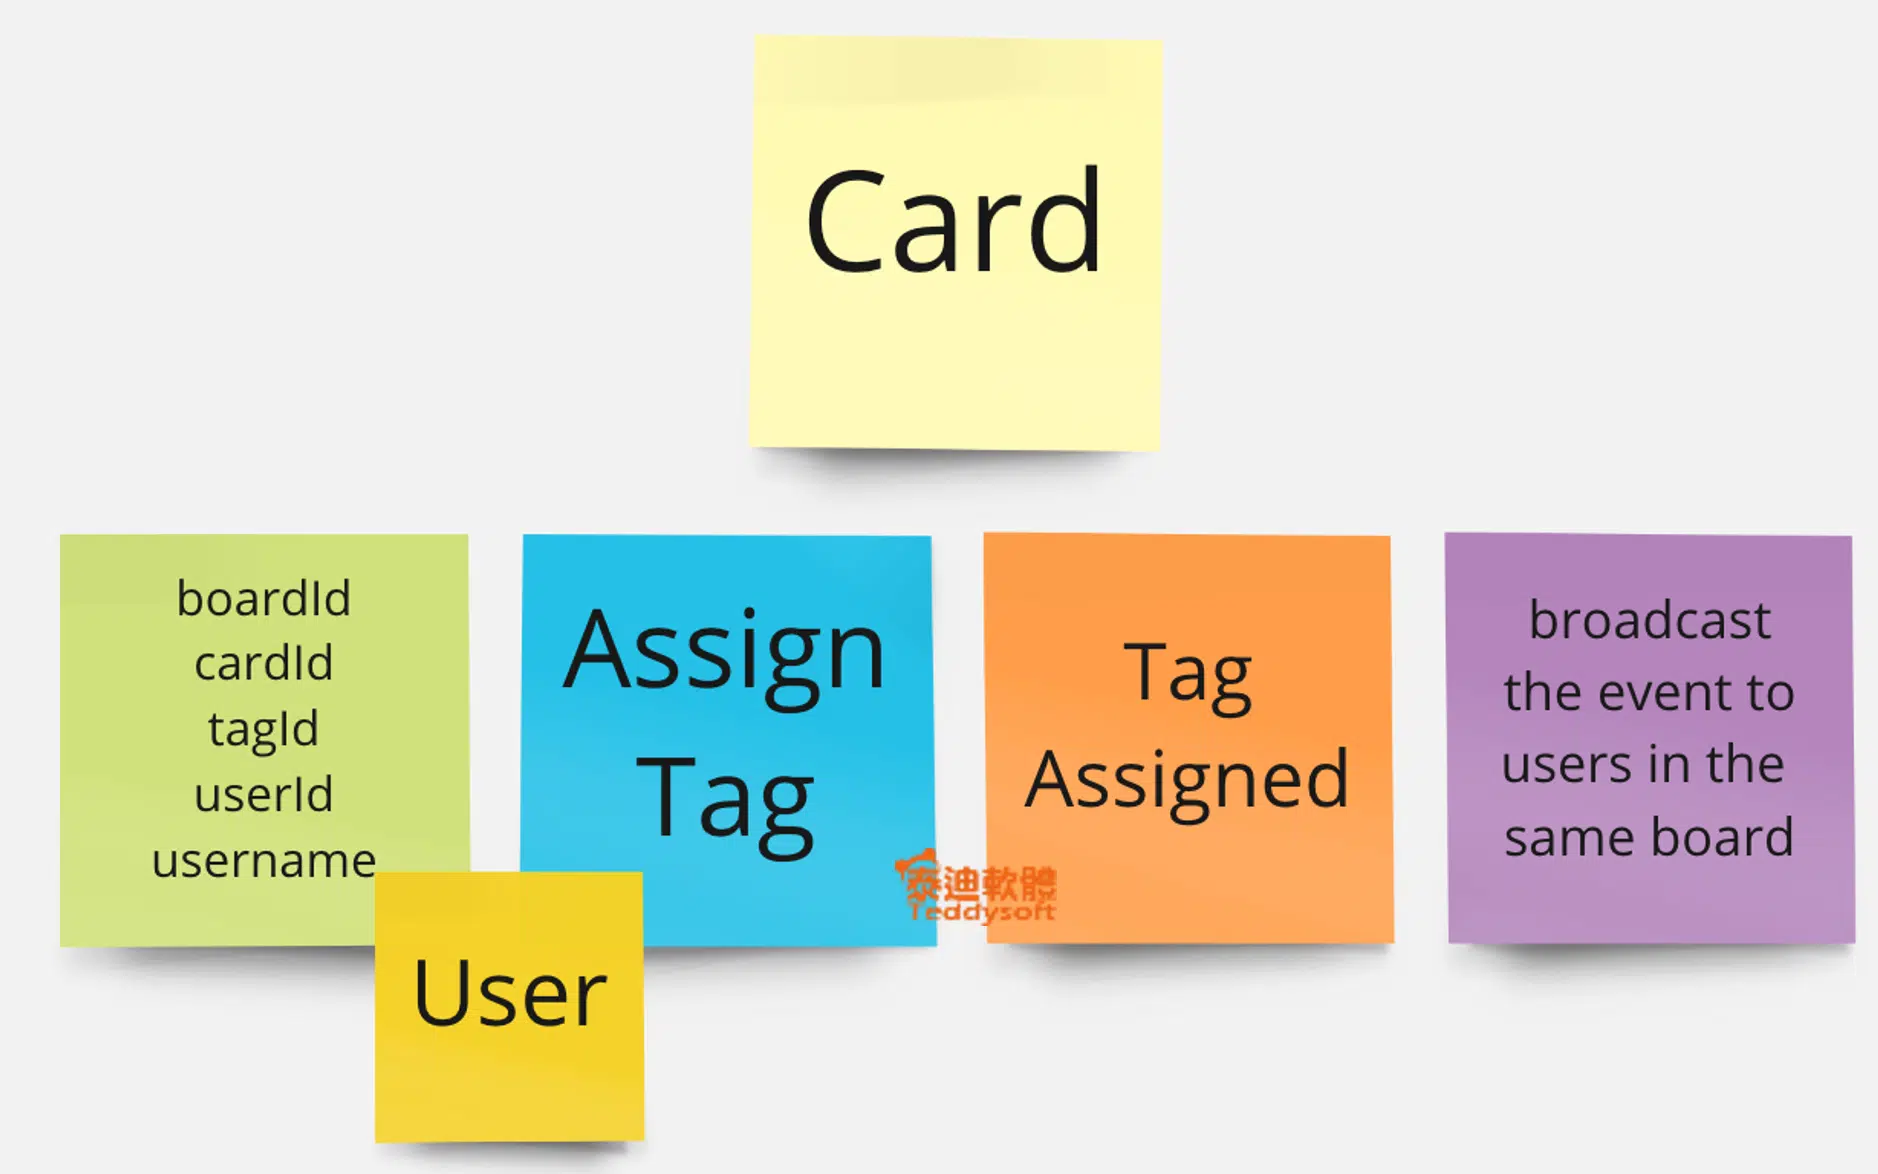 Card
boardId
cardId
tagId
userId
username
Assign
Tag
User
Tag
Assigned
泰迪軟體
Teddysoft
broadcast
the event to
users in the
same board